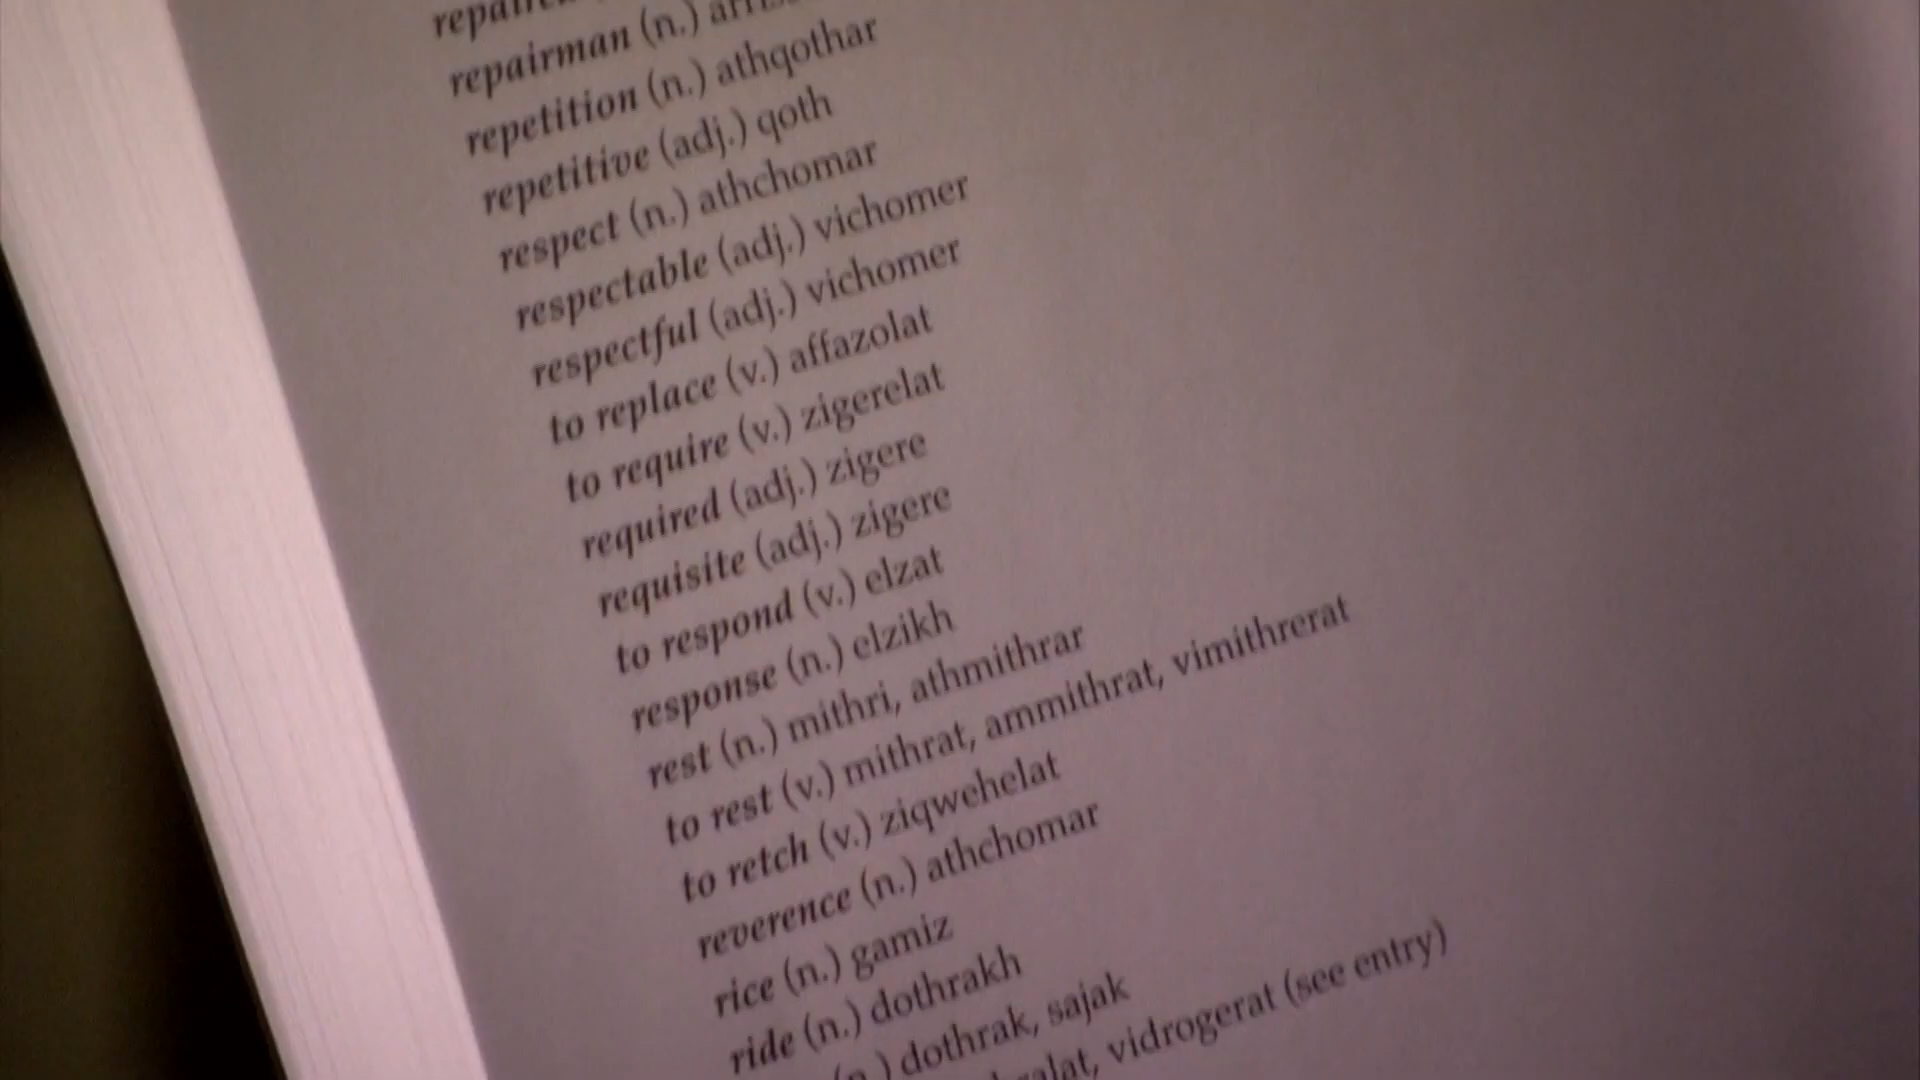 repairman (n.)
repetition (n.) athqothar
repetitive (adj.) qoth
respect (n.) athchomar
respectable (adj.) vichomer
respectful (adj.) vichomer
to replace (v.) affazolat
to require (v.) zigerelat
required (adj.) zigere
requisite (adj.) zigere
to respond (v.) elzat
response (n.) elzikh
rest (n.) mithri, athmithrar
to rest (v.) mithrat, ammithrat, vimithrerat
to retch (v.) ziqwehelat
reverence (n.) athchomar
rice (n.) gamiz
ride (n.) dothrakh
(n.) dothrak, sajak
vidrogerat (see entry)